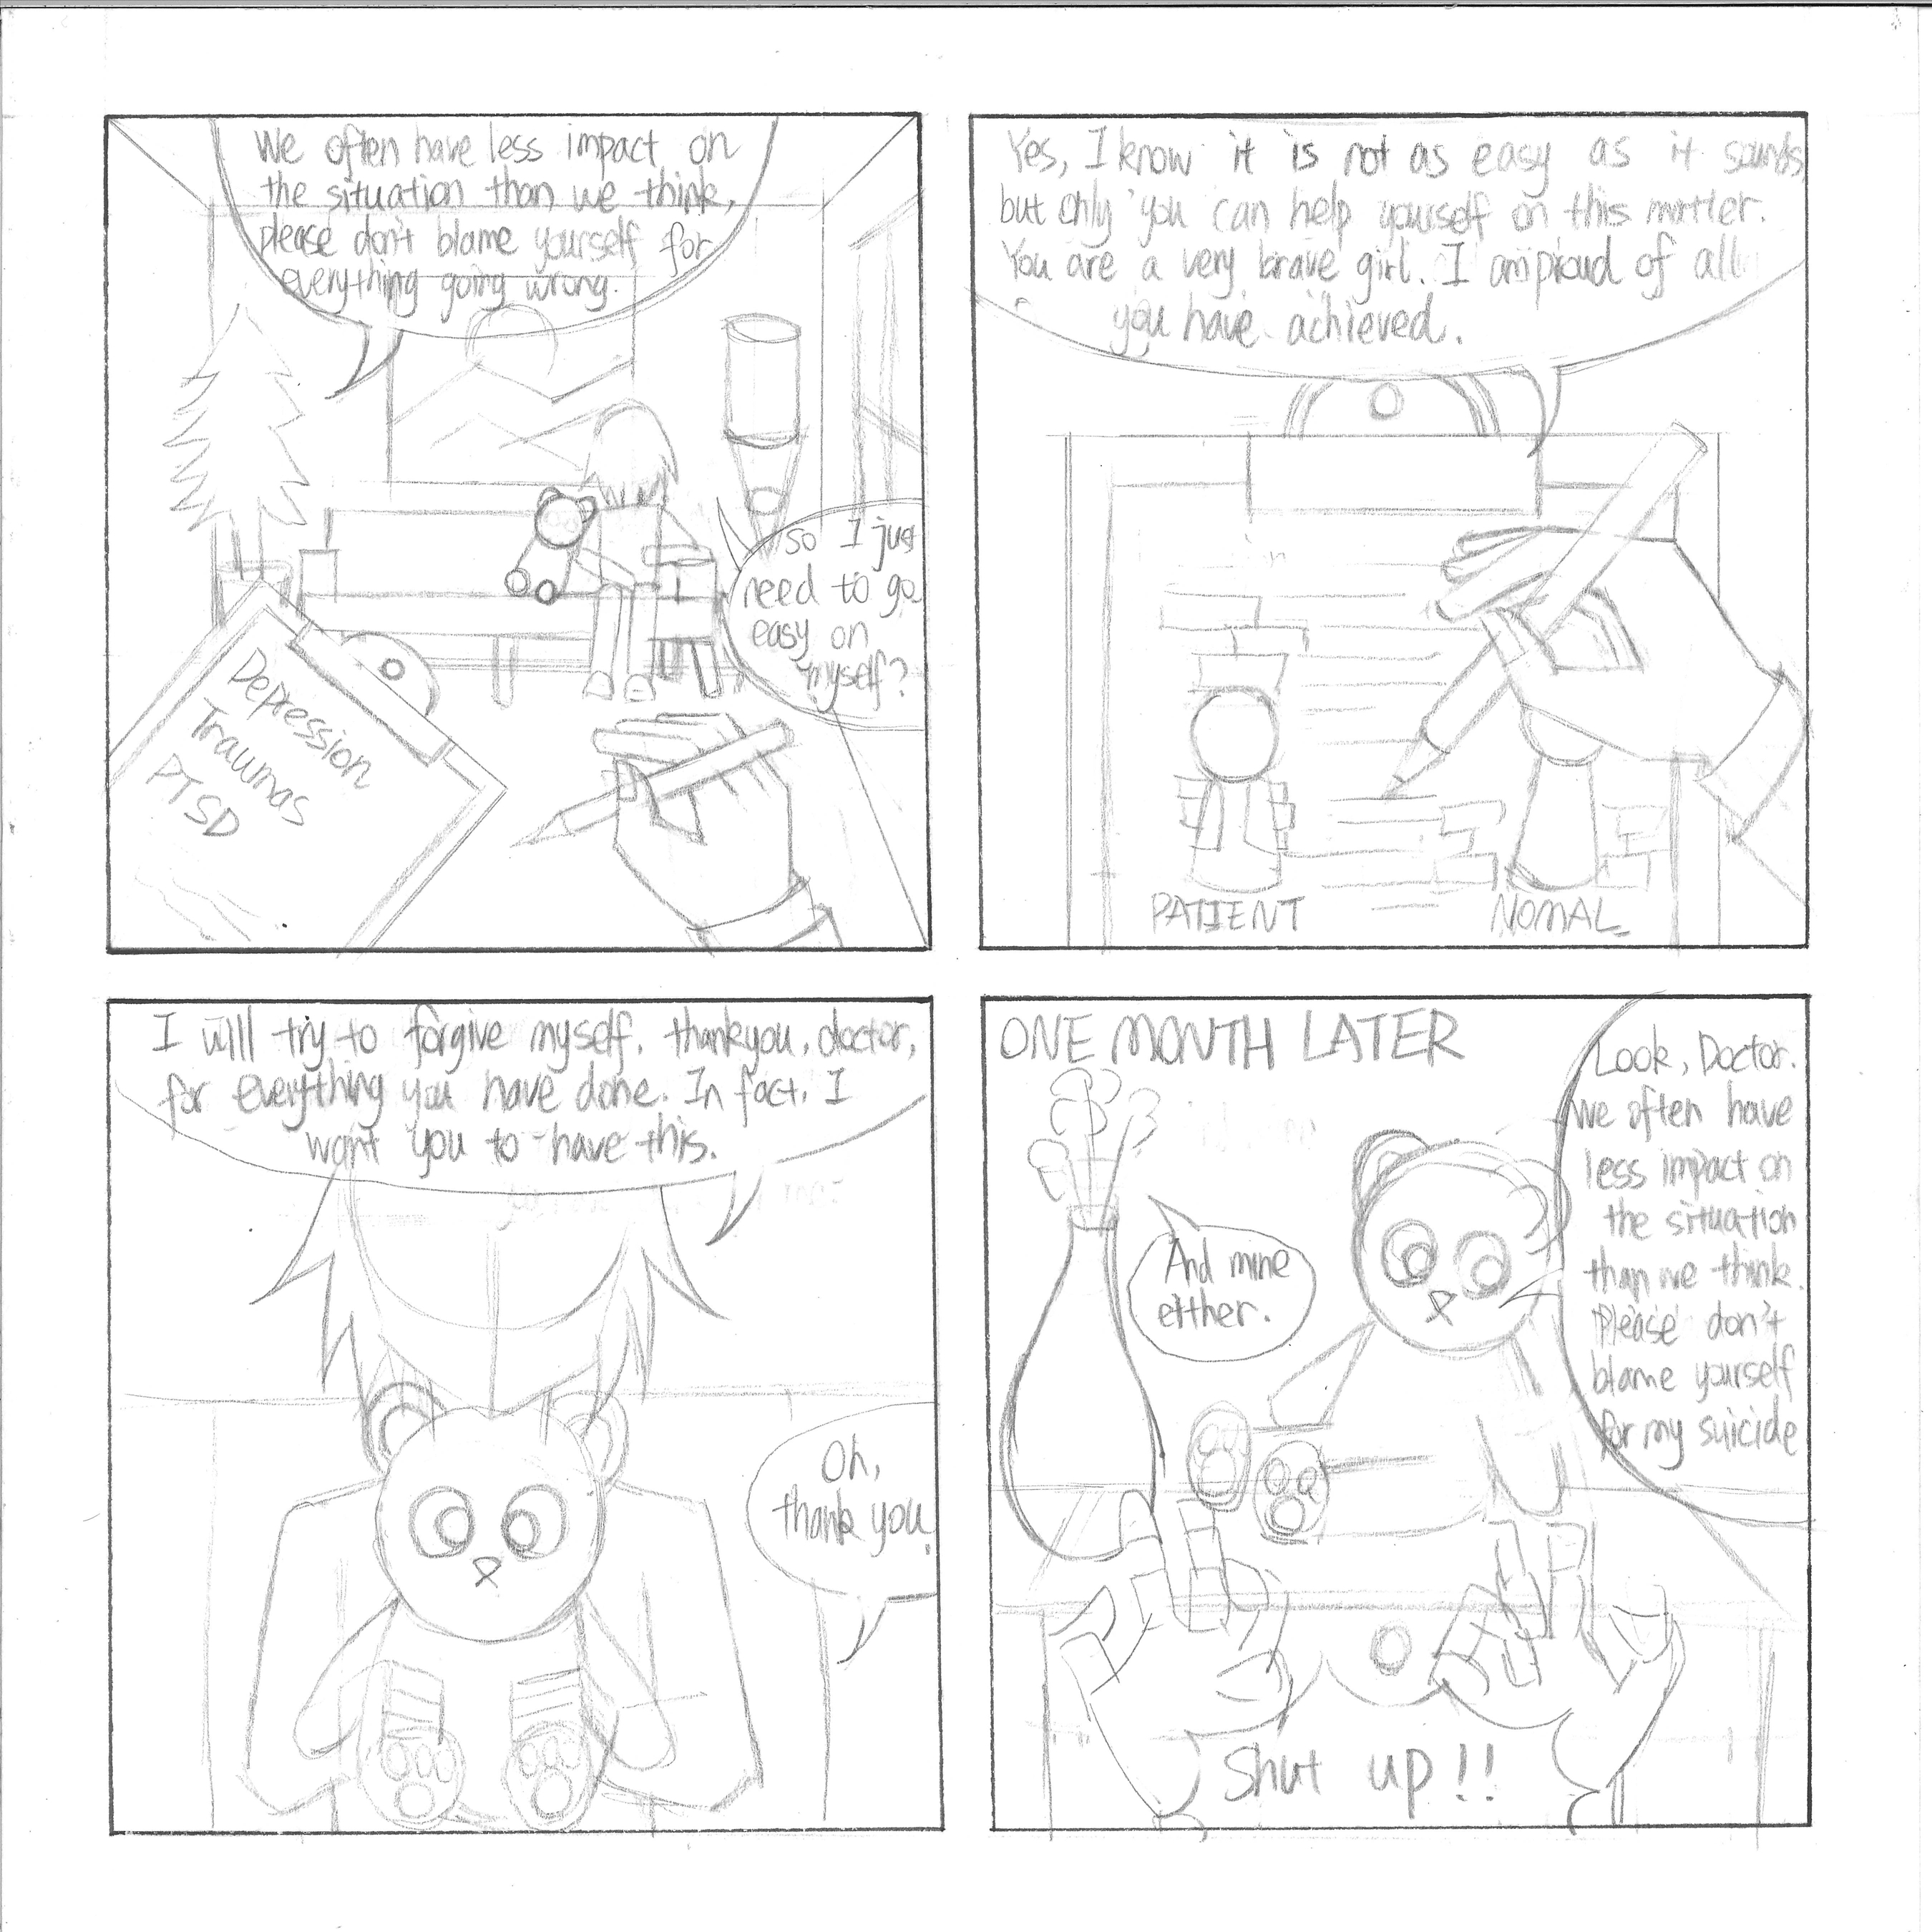 We often have less impact on
the situation than we think,
please don't blame yourself for
everything going wrong.
so I just
need to go
easy on
myself?
Depression
Traumas
PTSD
Yes, I know it is not as easy as it sounds
but only you can help yourself on this matter.
You are a very brave girl. I am proud of all
you have achieved.
PATIENT
NOMAL
I will try to forgive myself. thankyou, doctor,
for everything you have done. In fact, I
want you to have this.
Oh,
thank you.
ONE MONTH LATER
Look, Doctor.
we often have
less impact on
the situation
than we think.
Please don't
blame yourself
for my suicide
And mine
either.
Shut up!!